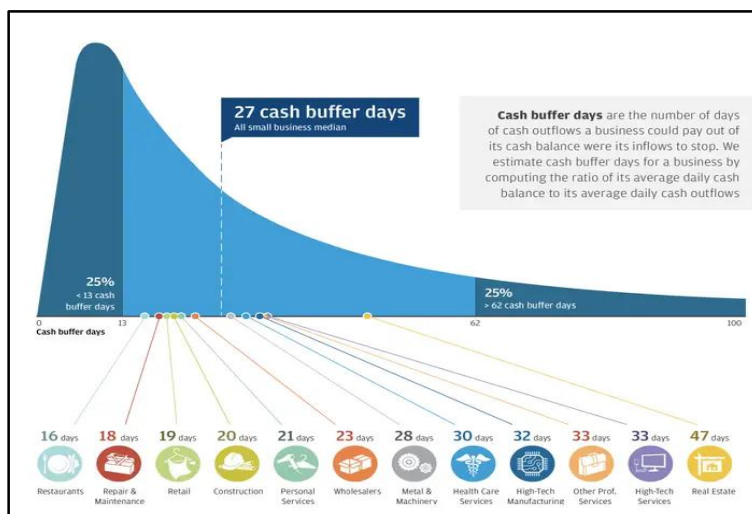 27 cash buffer days
All small business median
Cash buffer days are the number of days
of cash outflows a business could pay out of
its cash balance were its inflows to stop. We
estimate cash buffer days for a business by
computing the ratio of its average daily cash
balance to its average daily cash outflows
25%
< 13 cash
buffer days
25%
> 62 cash buffer days
0
13
62
100
Cash buffer days
16 days
18 days
19 days
20 days
21 days
23 days
28 days
30 days
32 days
33 days
33 days
47 days
Restaurants
Repair &
Maintenance
Retail
Construction
Personal
Services
Wholesalers
Metal &
Machinery
Health Care
Services
High-Tech
Manufacturing
Other Prof.
Services
High-Tech
Services
Real Estate